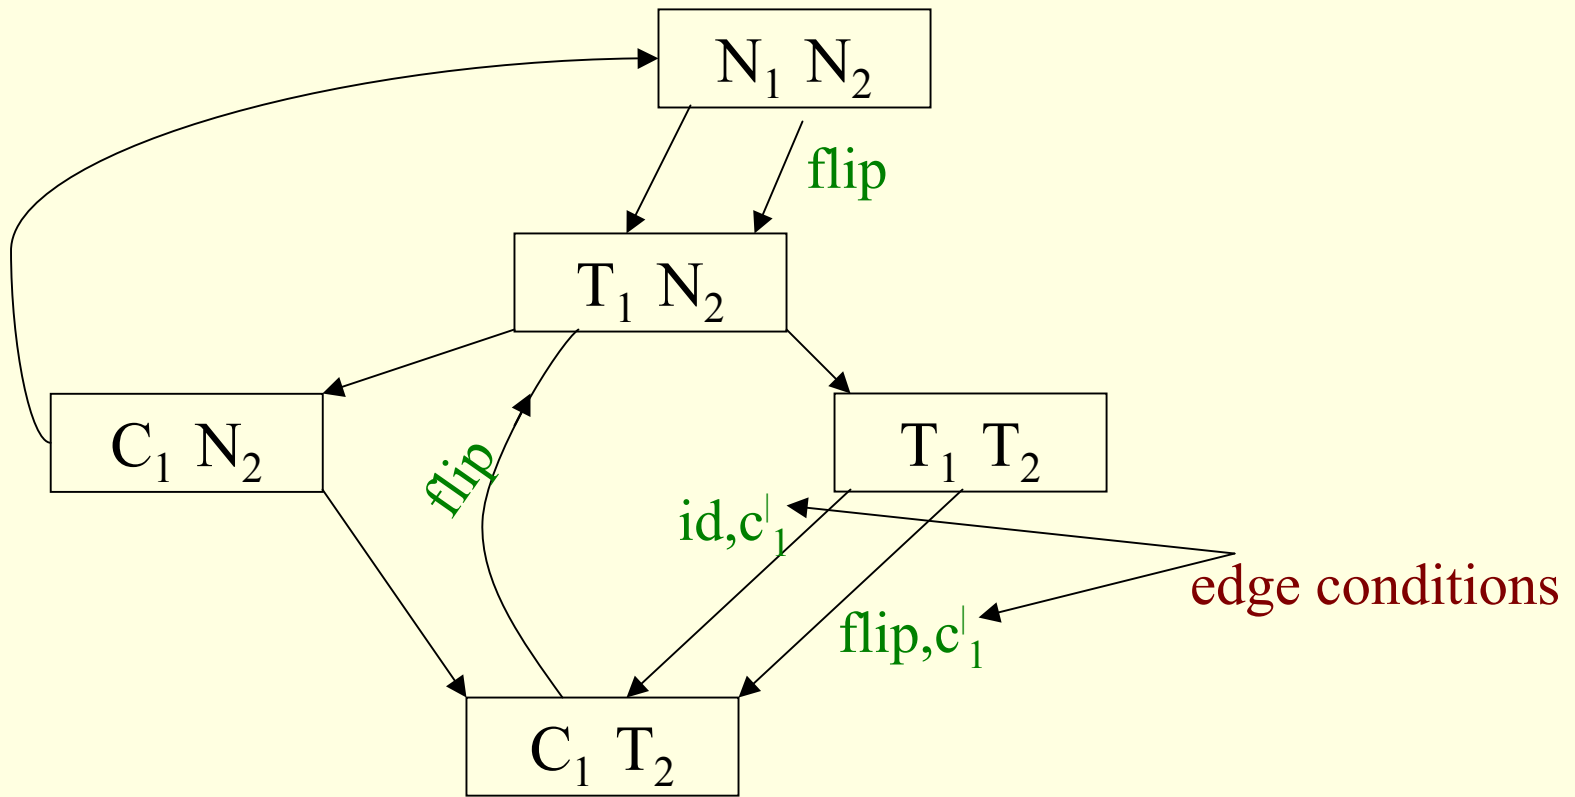 N₁ N₂
flip
T₁ N₂
C₁ N₂
flip
T₁ T₂
id,c|₁
edge conditions
flip,c|₁
C₁ T₂